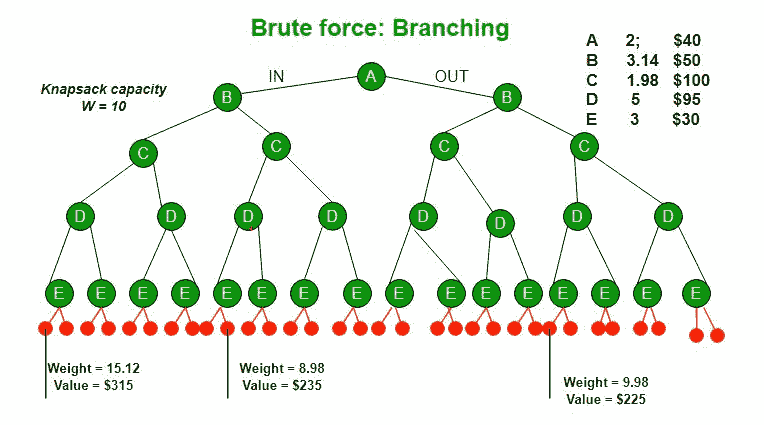 Brute force: Branching
A 2; $40
B 3.14 $50
C 1.98 $100
D 5 $95
E 3 $30
Knapsack capacity
W = 10
IN OUT
A
B B
C C C C
D D D D D D D D
E E E E E E E E E E E E E E E E
Weight = 15.12
Value = $315
Weight = 8.98
Value = $235
Weight = 9.98
Value = $225